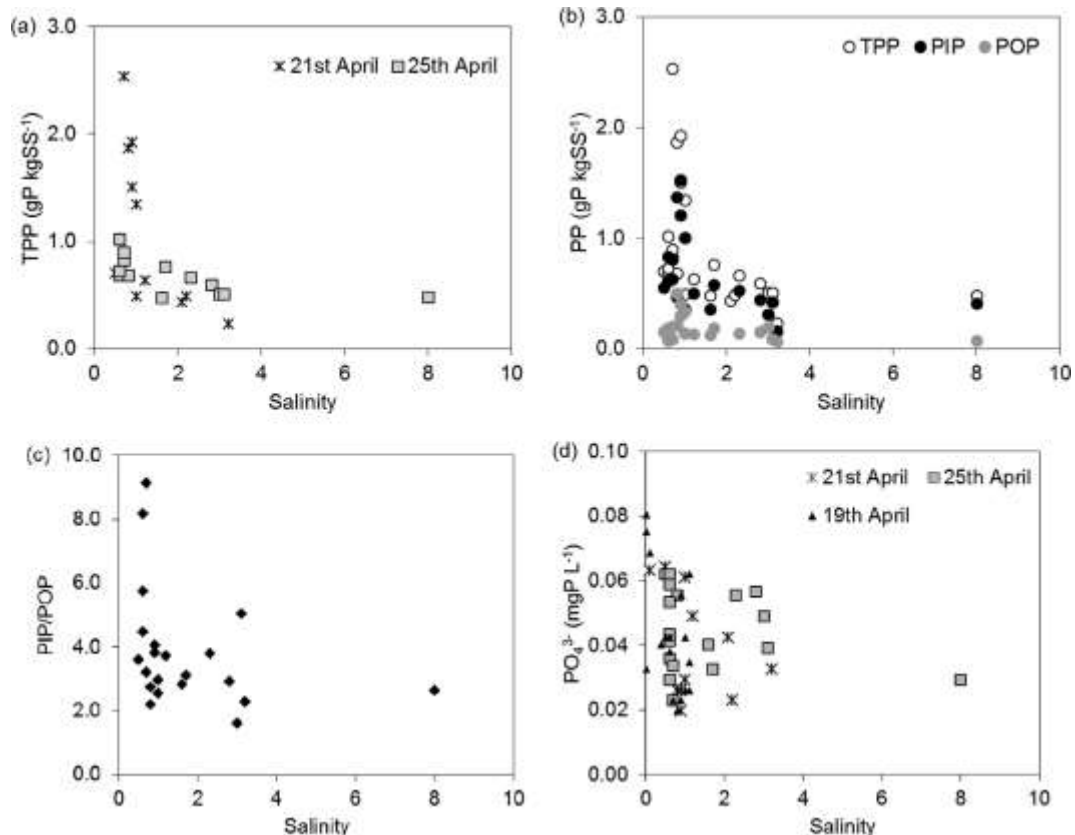 (a)
3.0
2.0
1.0
0.0
TPP (gP kgSS⁻¹)
21st April 25th April
0 2 4 6 8 10
Salinity
(b)
3.0
2.0
1.0
0.0
PP (gP kgSS⁻¹)
TPP PIP POP
0 2 4 6 8 10
Salinity
(c)
10.0
8.0
6.0
4.0
2.0
0.0
PIP/POP
0 2 4 6 8 10
Salinity
(d)
0.10
0.08
0.06
0.04
0.02
0.00
PO₄³⁻ (mgP L⁻¹)
21st April 25th April
19th April
0 2 4 6 8 10
Salinity